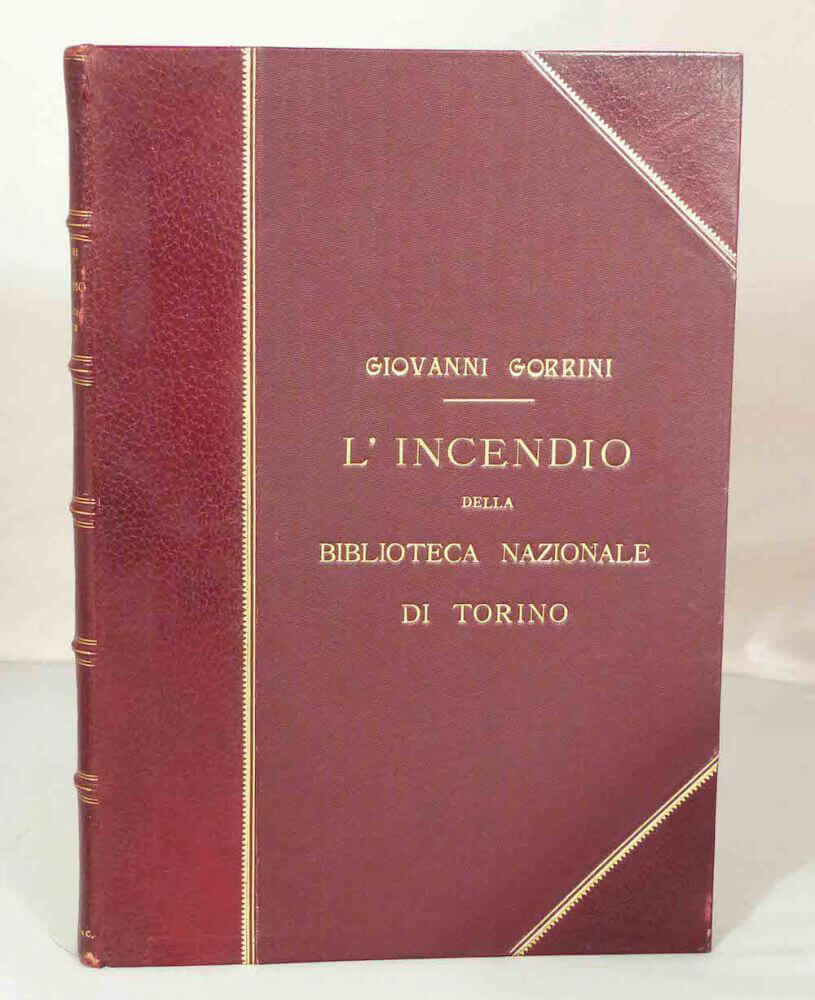 GIOVANNI GORRINI
L' INCENDIO
DELLA
BIBLIOTECA NAZIONALE
DI TORINO